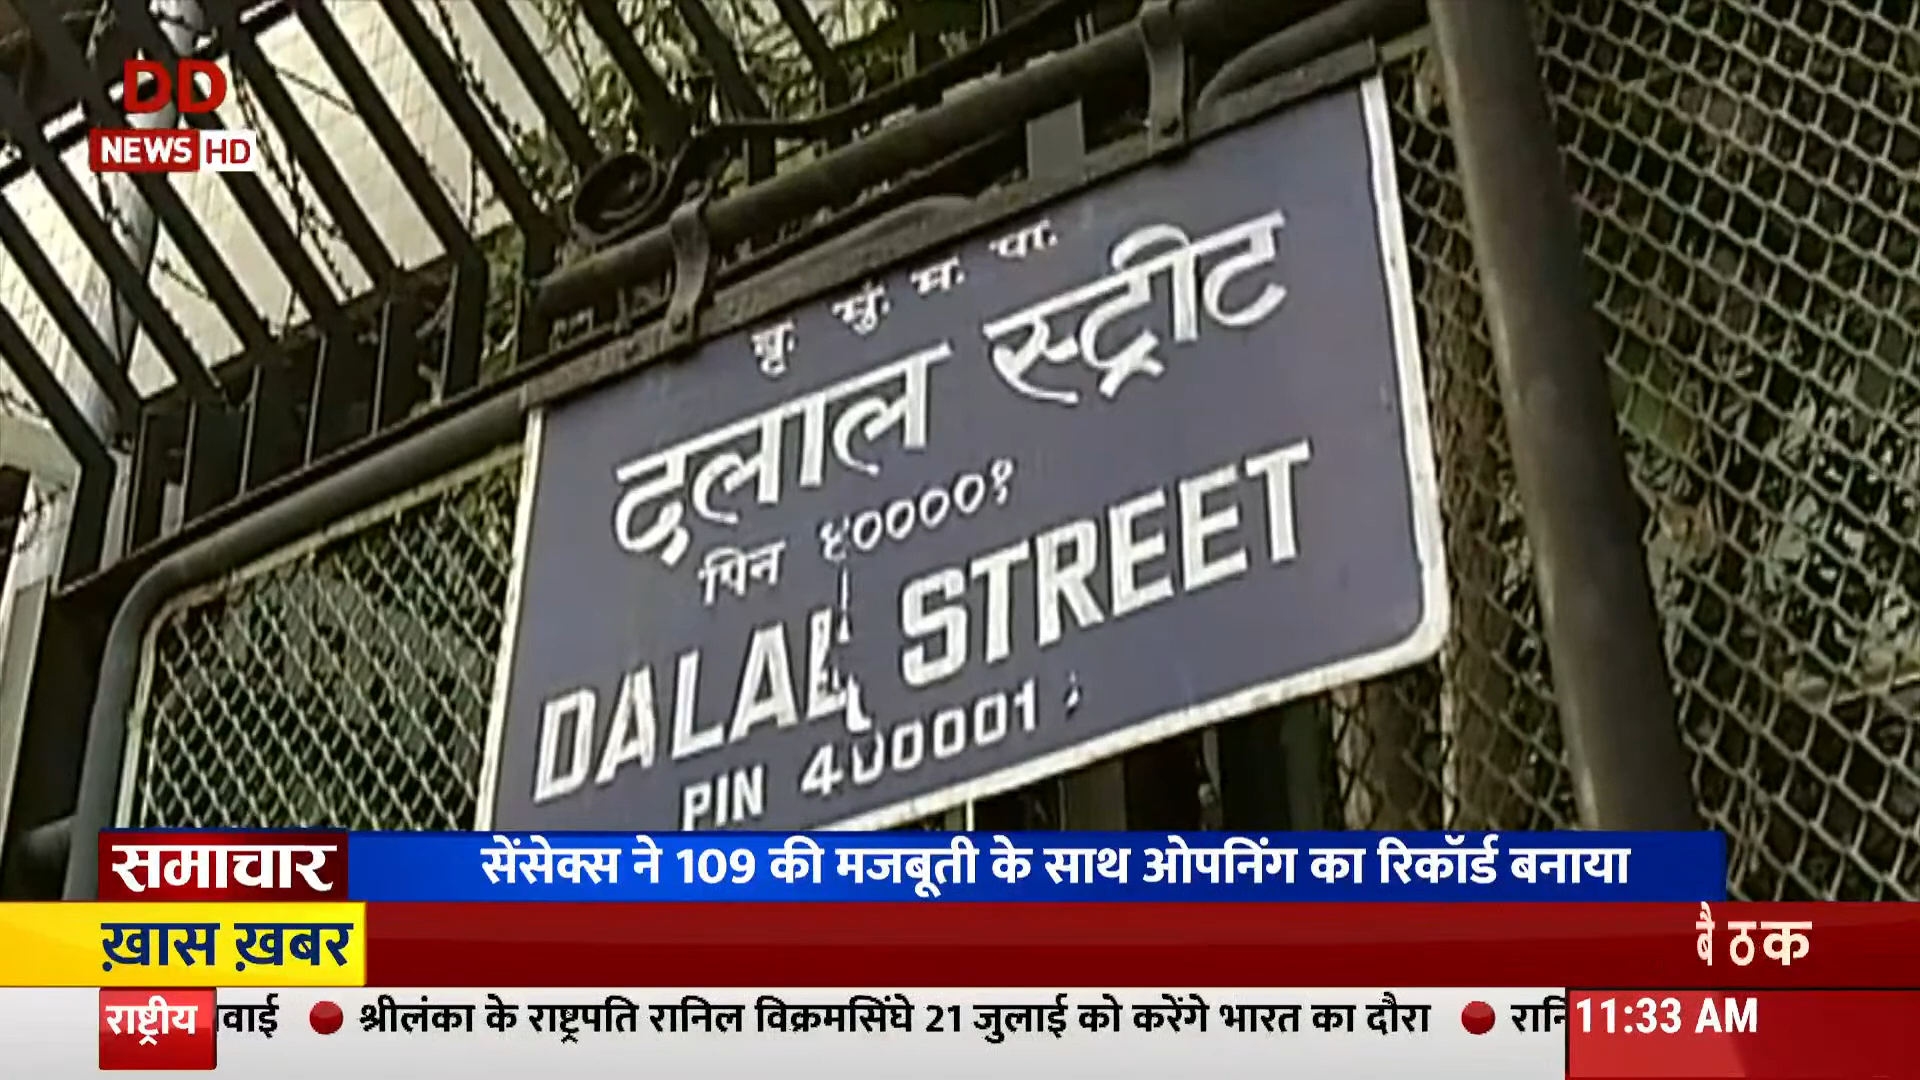 DD
NEWS HD
बृ. मुं. म. पा.
दलाल स्ट्रीट
पिन ४००००१
DALAL STREET
PIN 400001
समाचार
सेंसेक्स ने 109 की मजबूती के साथ ओपनिंग का रिकॉर्ड बनाया
ख़ास ख़बर
बैठक
राष्ट्रीय
वाई ● श्रीलंका के राष्ट्रपति रानिल विक्रमसिंघे 21 जुलाई को करेंगे भारत का दौरा ●
11:33 AM